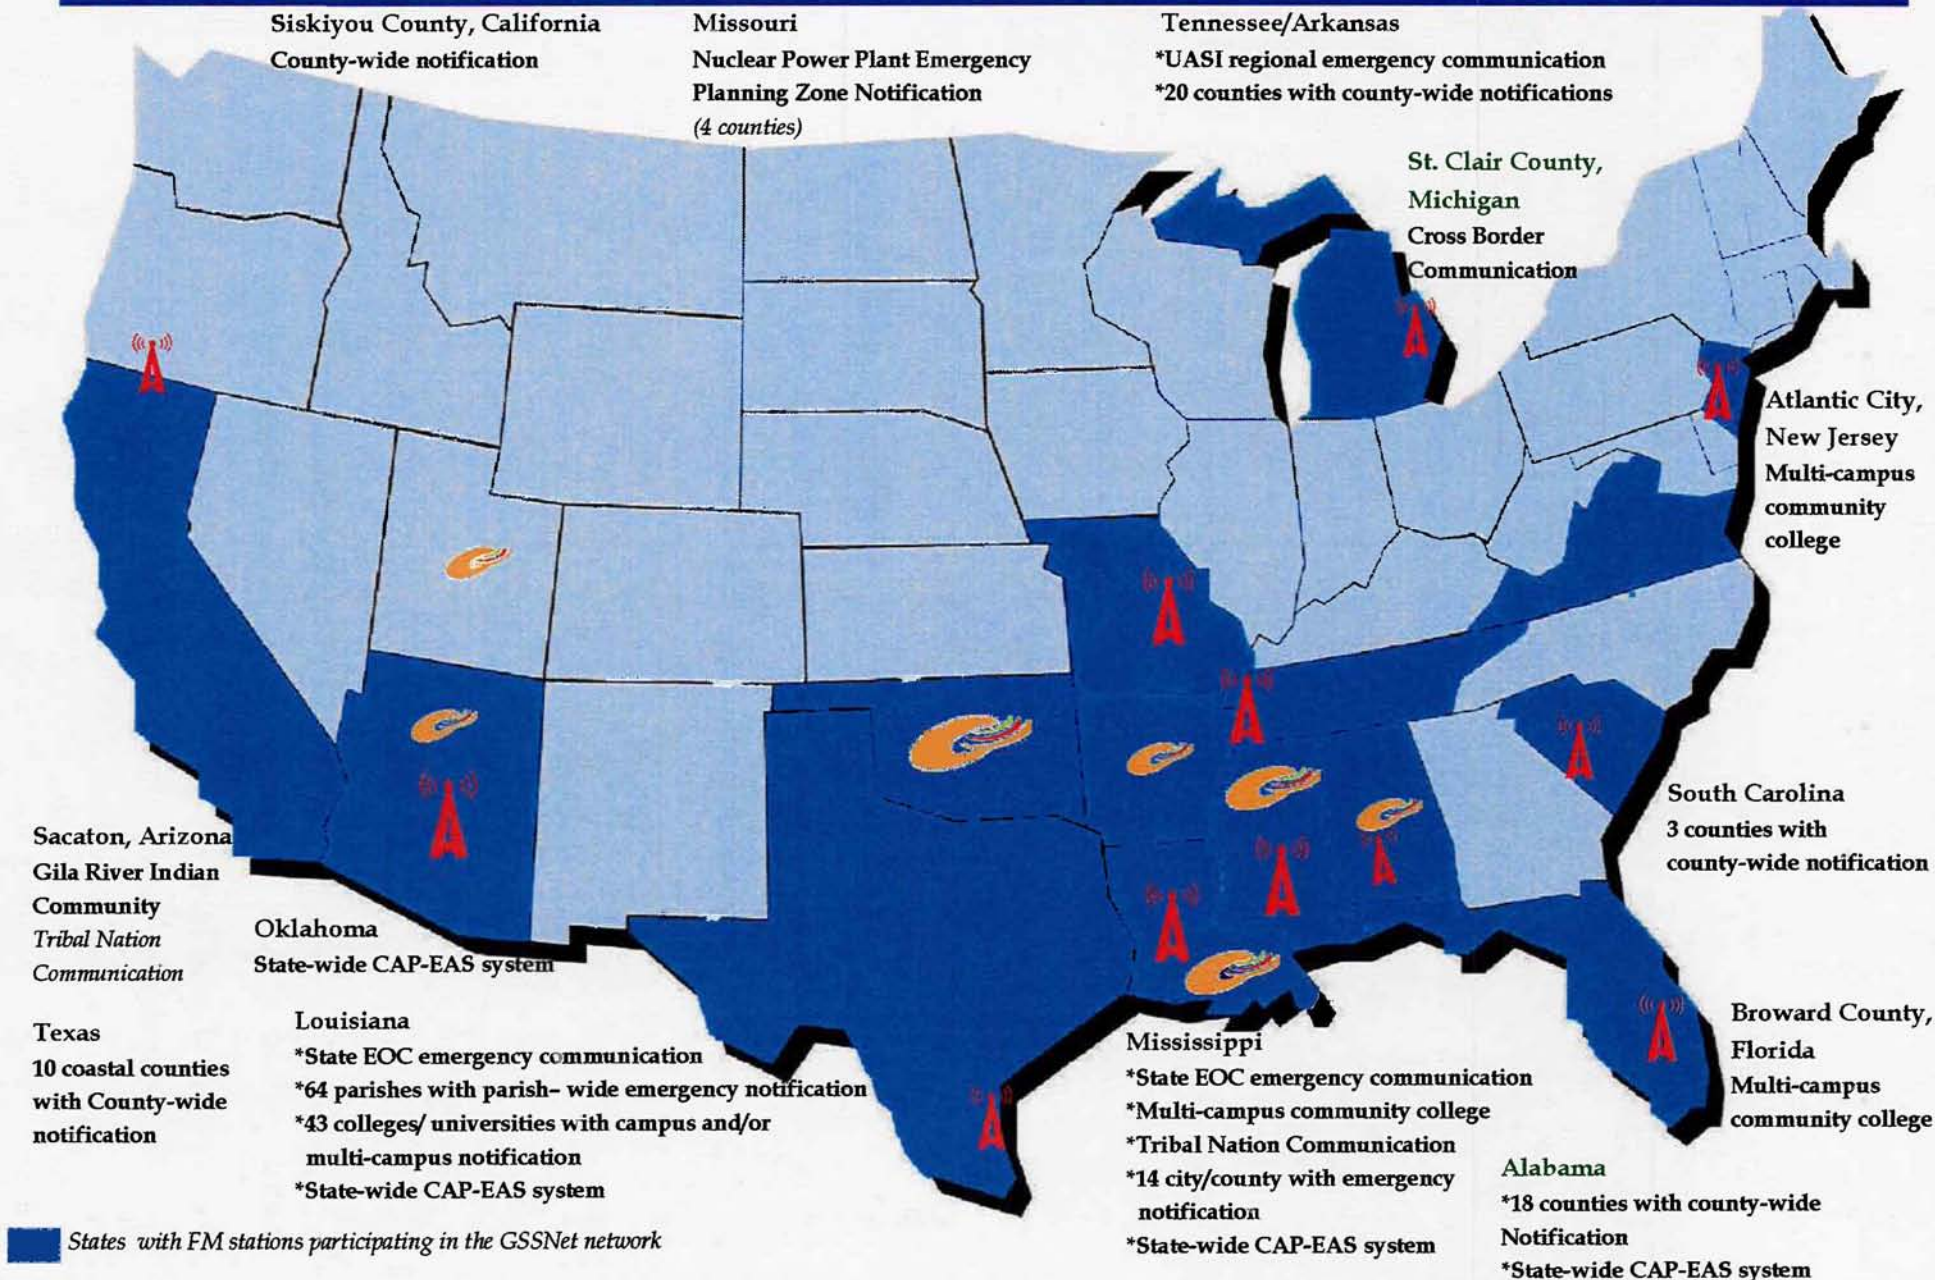 Siskiyou County, California
County-wide notification
Missouri
Nuclear Power Plant Emergency
Planning Zone Notification
(4 counties)
Tennessee/Arkansas
*UASI regional emergency communication
*20 counties with county-wide notifications
St. Clair County,
Michigan
Cross Border
Communication
Atlantic City,
New Jersey
Multi-campus
community
college
South Carolina
3 counties with
county-wide notification
Sacaton, Arizona
Gila River Indian
Community
Tribal Nation
Communication
Oklahoma
State-wide CAP-EAS system
Texas
10 coastal counties
with County-wide
notification
Louisiana
*State EOC emergency communication
*64 parishes with parish– wide emergency notification
*43 colleges/ universities with campus and/or
multi-campus notification
*State-wide CAP-EAS system
Mississippi
*State EOC emergency communication
*Multi-campus community college
*Tribal Nation Communication
*14 city/county with emergency
notification
*State-wide CAP-EAS system
Broward County,
Florida
Multi-campus
community college
Alabama
*18 counties with county-wide
Notification
*State-wide CAP-EAS system
States with FM stations participating in the GSSNet network